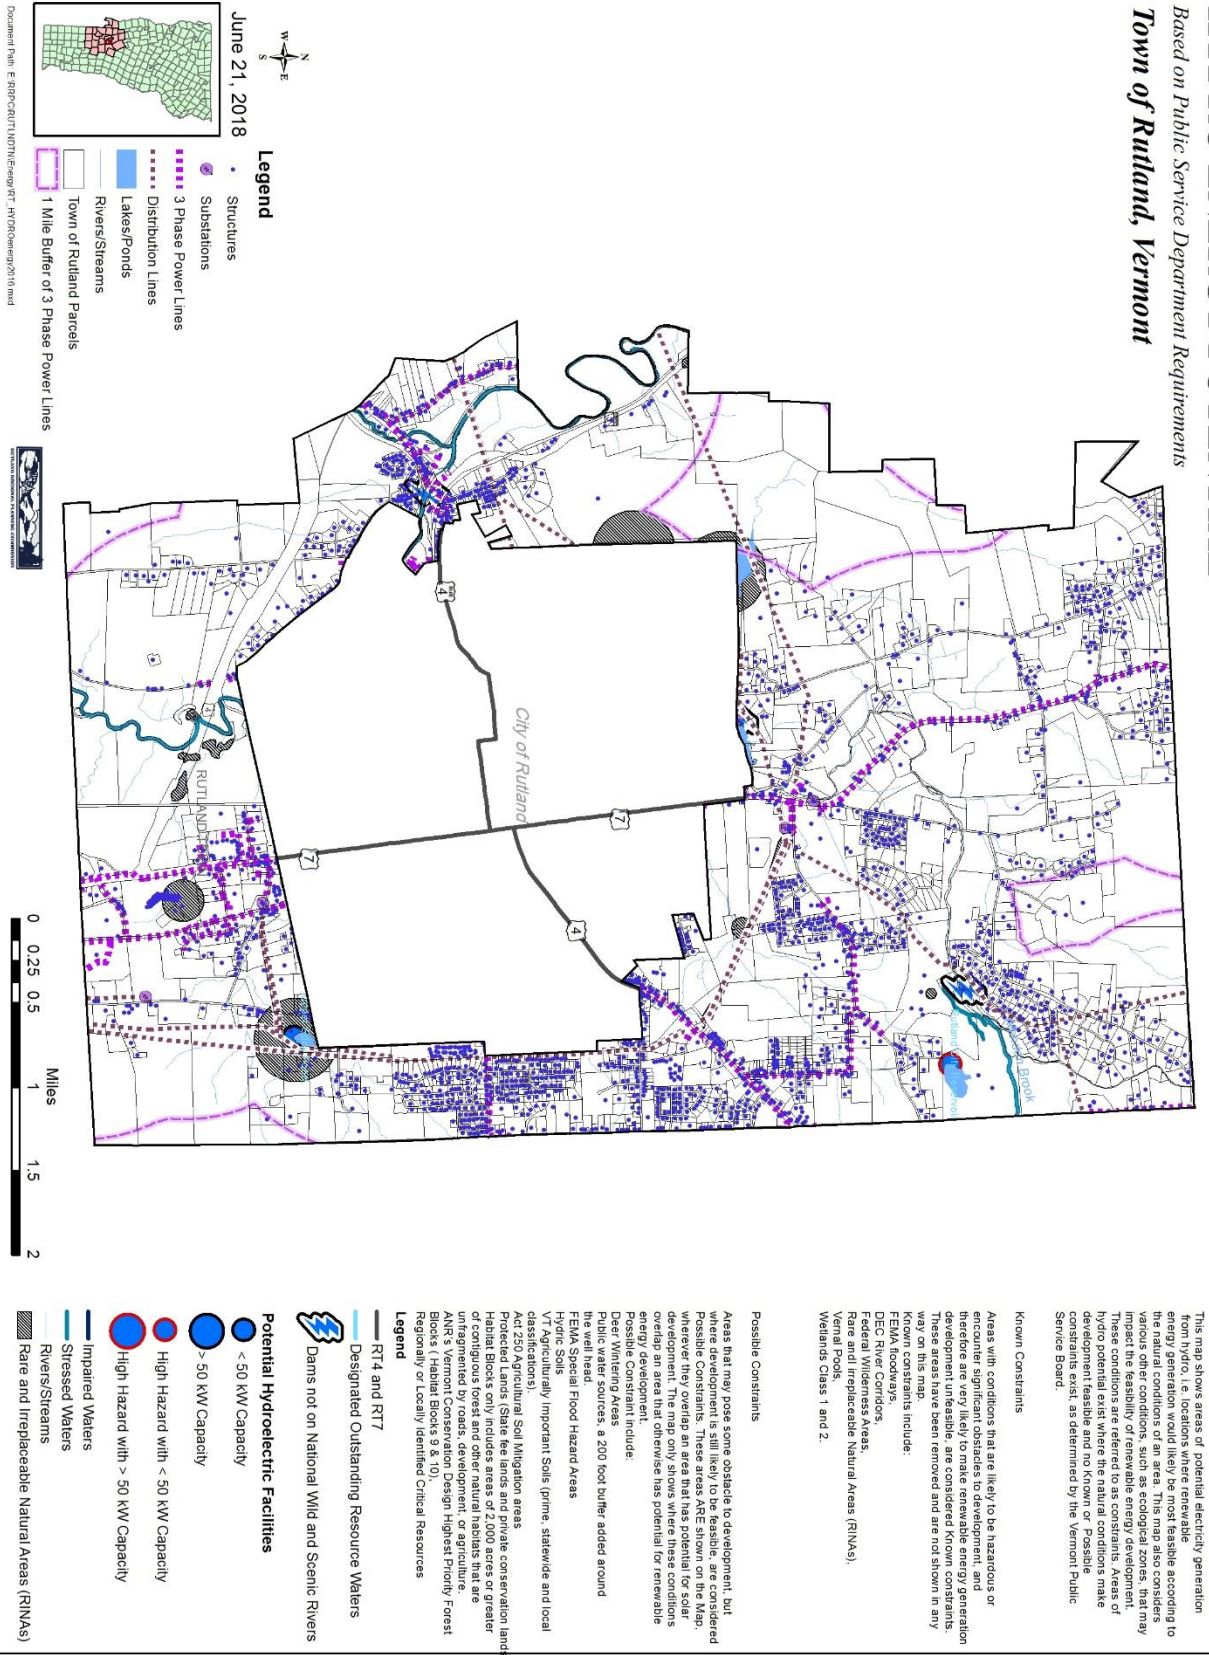 Based on Public Service Department Requirements
Town of Rutland, Vermont
This map shows areas of potential electricity generation
from hydro, i.e. locations where renewable
energy generation would likely be most feasible according to
the natural conditions of an area. This map also considers
various other conditions, such as ecological zones, that may
impact the feasibility of renewable energy development.
These conditions are referred to as constraints. Areas of
hydro potential exist where the natural conditions make
development feasible and no Known or Possible
constraints exist, as determined by the Vermont Public
Service Board.
Known Constraints
Areas with conditions that are likely to be hazardous or
encounter significant obstacles to development, and
therefore are very likely to make renewable energy generation
development unfeasible, are considered Known constraints.
These areas have been removed and are not shown in any
way on this map.
Known constraints include:
FEMA floodways,
DEC River Corridors,
Federal Wilderness Areas,
Rare and Irreplaceable Natural Areas (RINAs),
Vernal Pools,
Wetlands Class 1 and 2.
Possible Constraints
Areas that may pose some obstacle to development, but
where development is still likely to be feasible, are considered
Possible Constraints. These areas ARE shown on the Map,
wherever they overlap an area that has potential for solar
development. The map only shows where these conditions
overlap an area that otherwise has potential for renewable
energy development.
Possible Constraint include:
Deer Wintering Areas
Public water sources, a 200 foot buffer added around
the well head.
FEMA Special Flood Hazard Areas
Hydric Soils
VT Agriculturally Important Soils (prime, statewide and local
classifications).
Act 250 Agricultural Soil Mitigation areas
Protected Lands (State fee lands and private conservation lands
Habitat Blocks only includes areas of 2,000 acres or greater
of contiguous forest and other natural habitats that are
unfragmented by roads, development, or agriculture.
ANR's Vermont Conservation Design Highest Priority Forest
Blocks ( Habitat Blocks 9 & 10),
Regionally or Locally Identified Critical Resources
Legend
RT4 and RT7
Designated Outstanding Resource Waters
Dams not on National Wild and Scenic Rivers
Potential Hydroelectric Facilities
< 50 kW Capacity
> 50 kW Capacity
High Hazard with < 50 kW Capacity
High Hazard with > 50 kW Capacity
Impaired Waters
Stressed Waters
Rivers/Streams
Rare and Irreplaceable Natural Areas (RINAs)
Brook
City of Rutland
7
4
4
7
4
0 0.25 0.5 1 1.5 2
Miles
N
W E
S
June 21, 2018
Legend
Structures
Substations
3 Phase Power Lines
Distribution Lines
Lakes/Ponds
Rivers/Streams
Town of Rutland Parcels
1 Mile Buffer of 3 Phase Power Lines